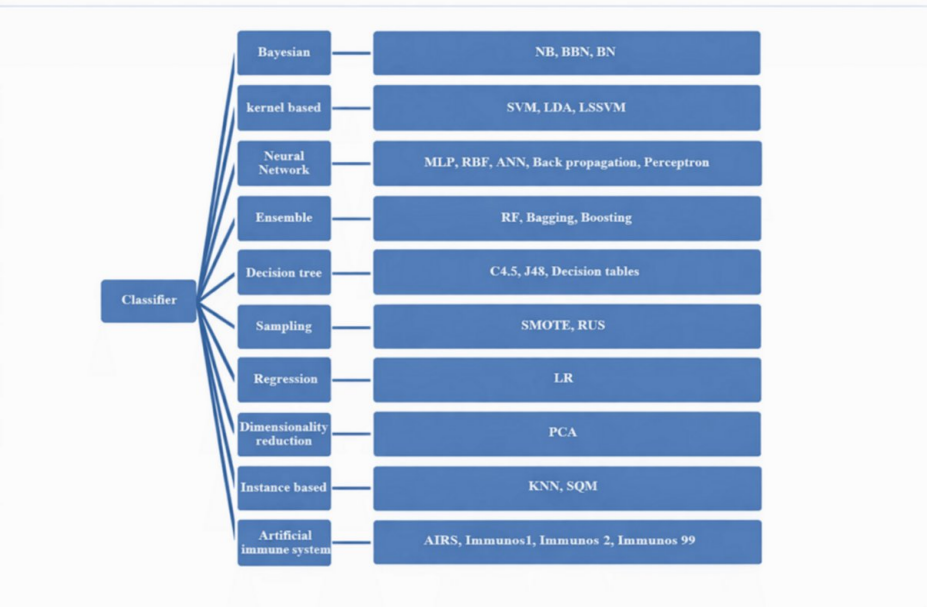 Classifier
Bayesian
NB, BBN, BN
kernel based
SVM, LDA, LSSVM
Neural
Network
MLP, RBF, ANN, Back propagation, Perceptron
Ensemble
RF, Bagging, Boosting
Decision tree
C4.5, J48, Decision tables
Sampling
SMOTE, RUS
Regression
LR
Dimensionality
reduction
PCA
Instance based
KNN, SQM
Artificial
immune system
AIRS, Immunos1, Immunos 2, Immunos 99